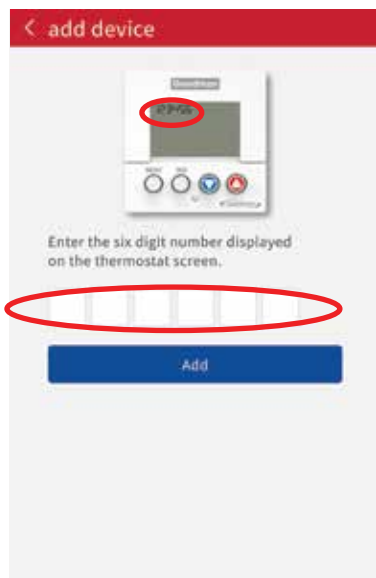 < add device
Enter the six digit number displayed
on the thermostat screen.
Add